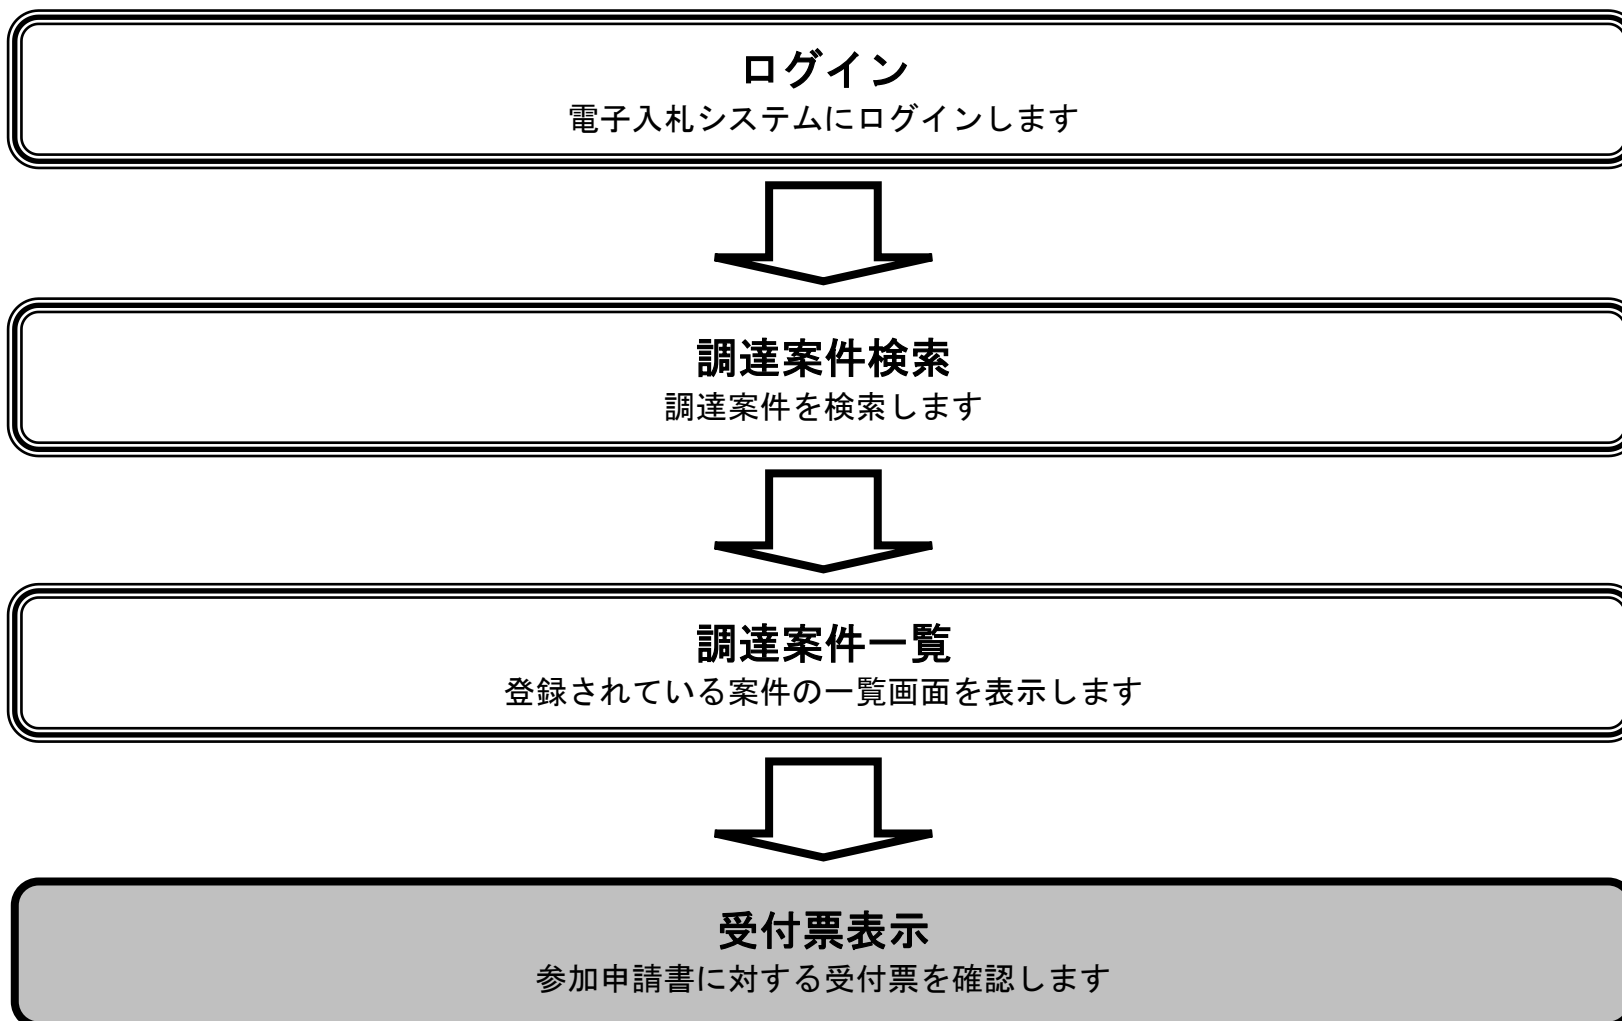 ログイン
電子入札システムにログインします
調達案件検索
調達案件を検索します
調達案件一覧
登録されている案件の一覧画面を表示します
受付票表示
参加申請書に対する受付票を確認します